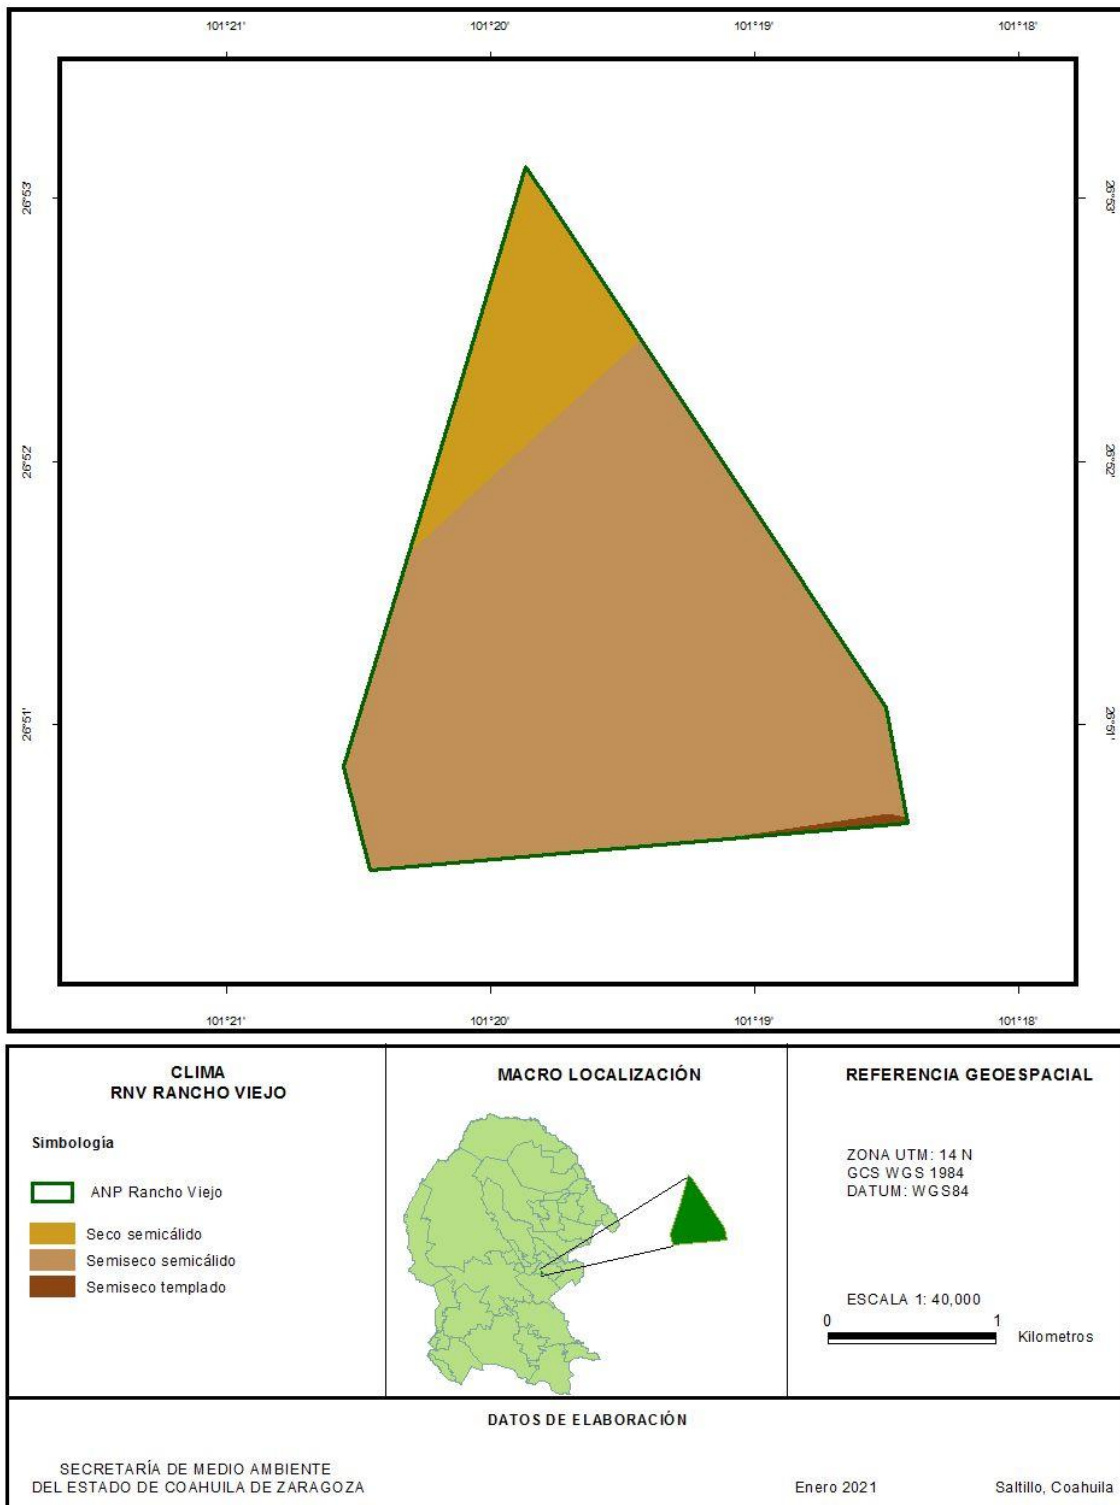 101°21' 101°20' 101°19' 101°18'
26°53' 26°53'
26°52' 26°52'
26°51' 26°51'
101°21' 101°20' 101°19' 101°18'
CLIMA
RNV RANCHO VIEJO
Simbología
ANP Rancho Viejo
Seco semicálido
Semiseco semicálido
Semiseco templado
MACRO LOCALIZACIÓN
REFERENCIA GEOESPACIAL
ZONA UTM: 14 N
GCS WGS 1984
DATUM: WGS84
ESCALA 1: 40,000
0 1
Kilometros
DATOS DE ELABORACIÓN
SECRETARÍA DE MEDIO AMBIENTE
DEL ESTADO DE COAHUILA DE ZARAGOZA
Enero 2021
Saltillo, Coahuila